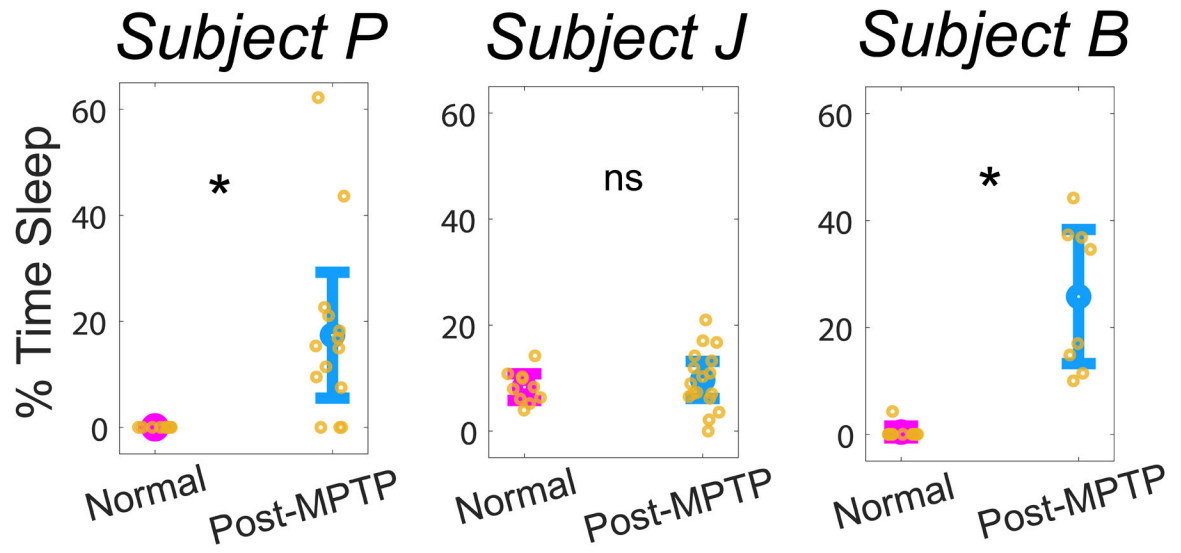 Subject P
Subject J
Subject B
% Time Sleep
60
40
20
0
*
Normal
Post-MPTP
60
40
20
0
ns
Normal
Post-MPTP
60
40
20
0
*
Normal
Post-MPTP